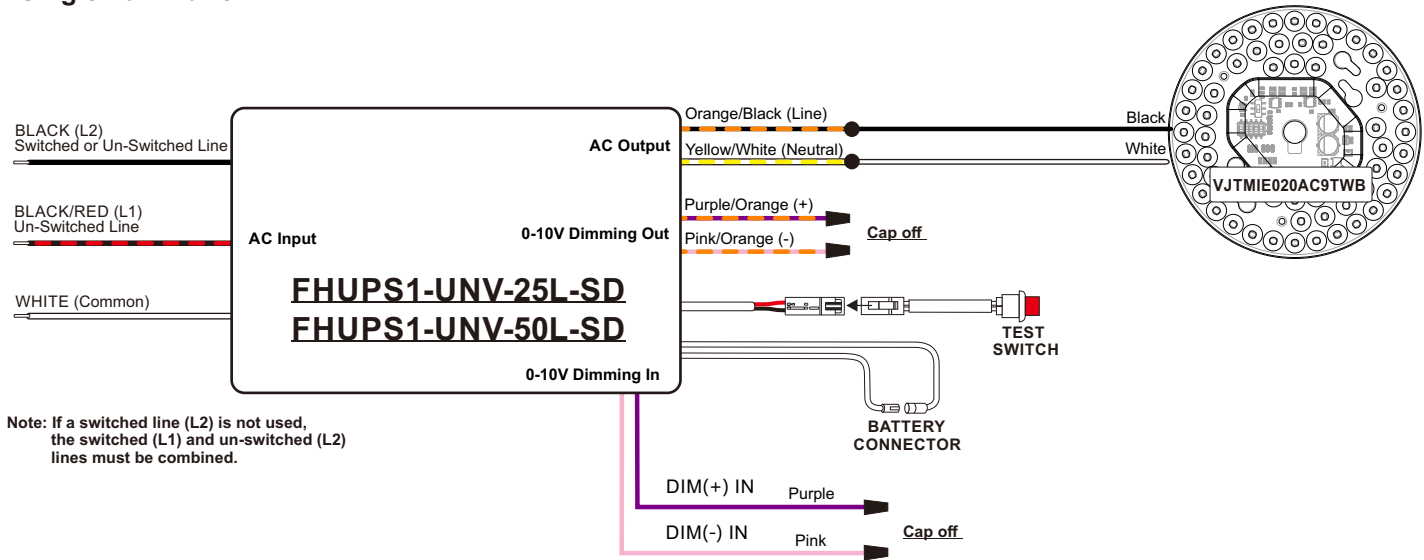 BLACK (L2)
Switched or Un-Switched Line
BLACK/RED (L1)
Un-Switched Line
WHITE (Common)
AC Input
AC Output
0-10V Dimming Out
FHUPS1-UNV-25L-SD
FHUPS1-UNV-50L-SD
0-10V Dimming In
Orange/Black (Line)
Yellow/White (Neutral)
Purple/Orange (+)
Pink/Orange (-)
Cap off
Black
White
VJTMIE020AC9TWB
TEST
SWITCH
BATTERY
CONNECTOR
Note: If a switched line (L2) is not used,
the switched (L1) and un-switched (L2)
lines must be combined.
DIM(+) IN
Purple
DIM(-) IN
Pink
Cap off